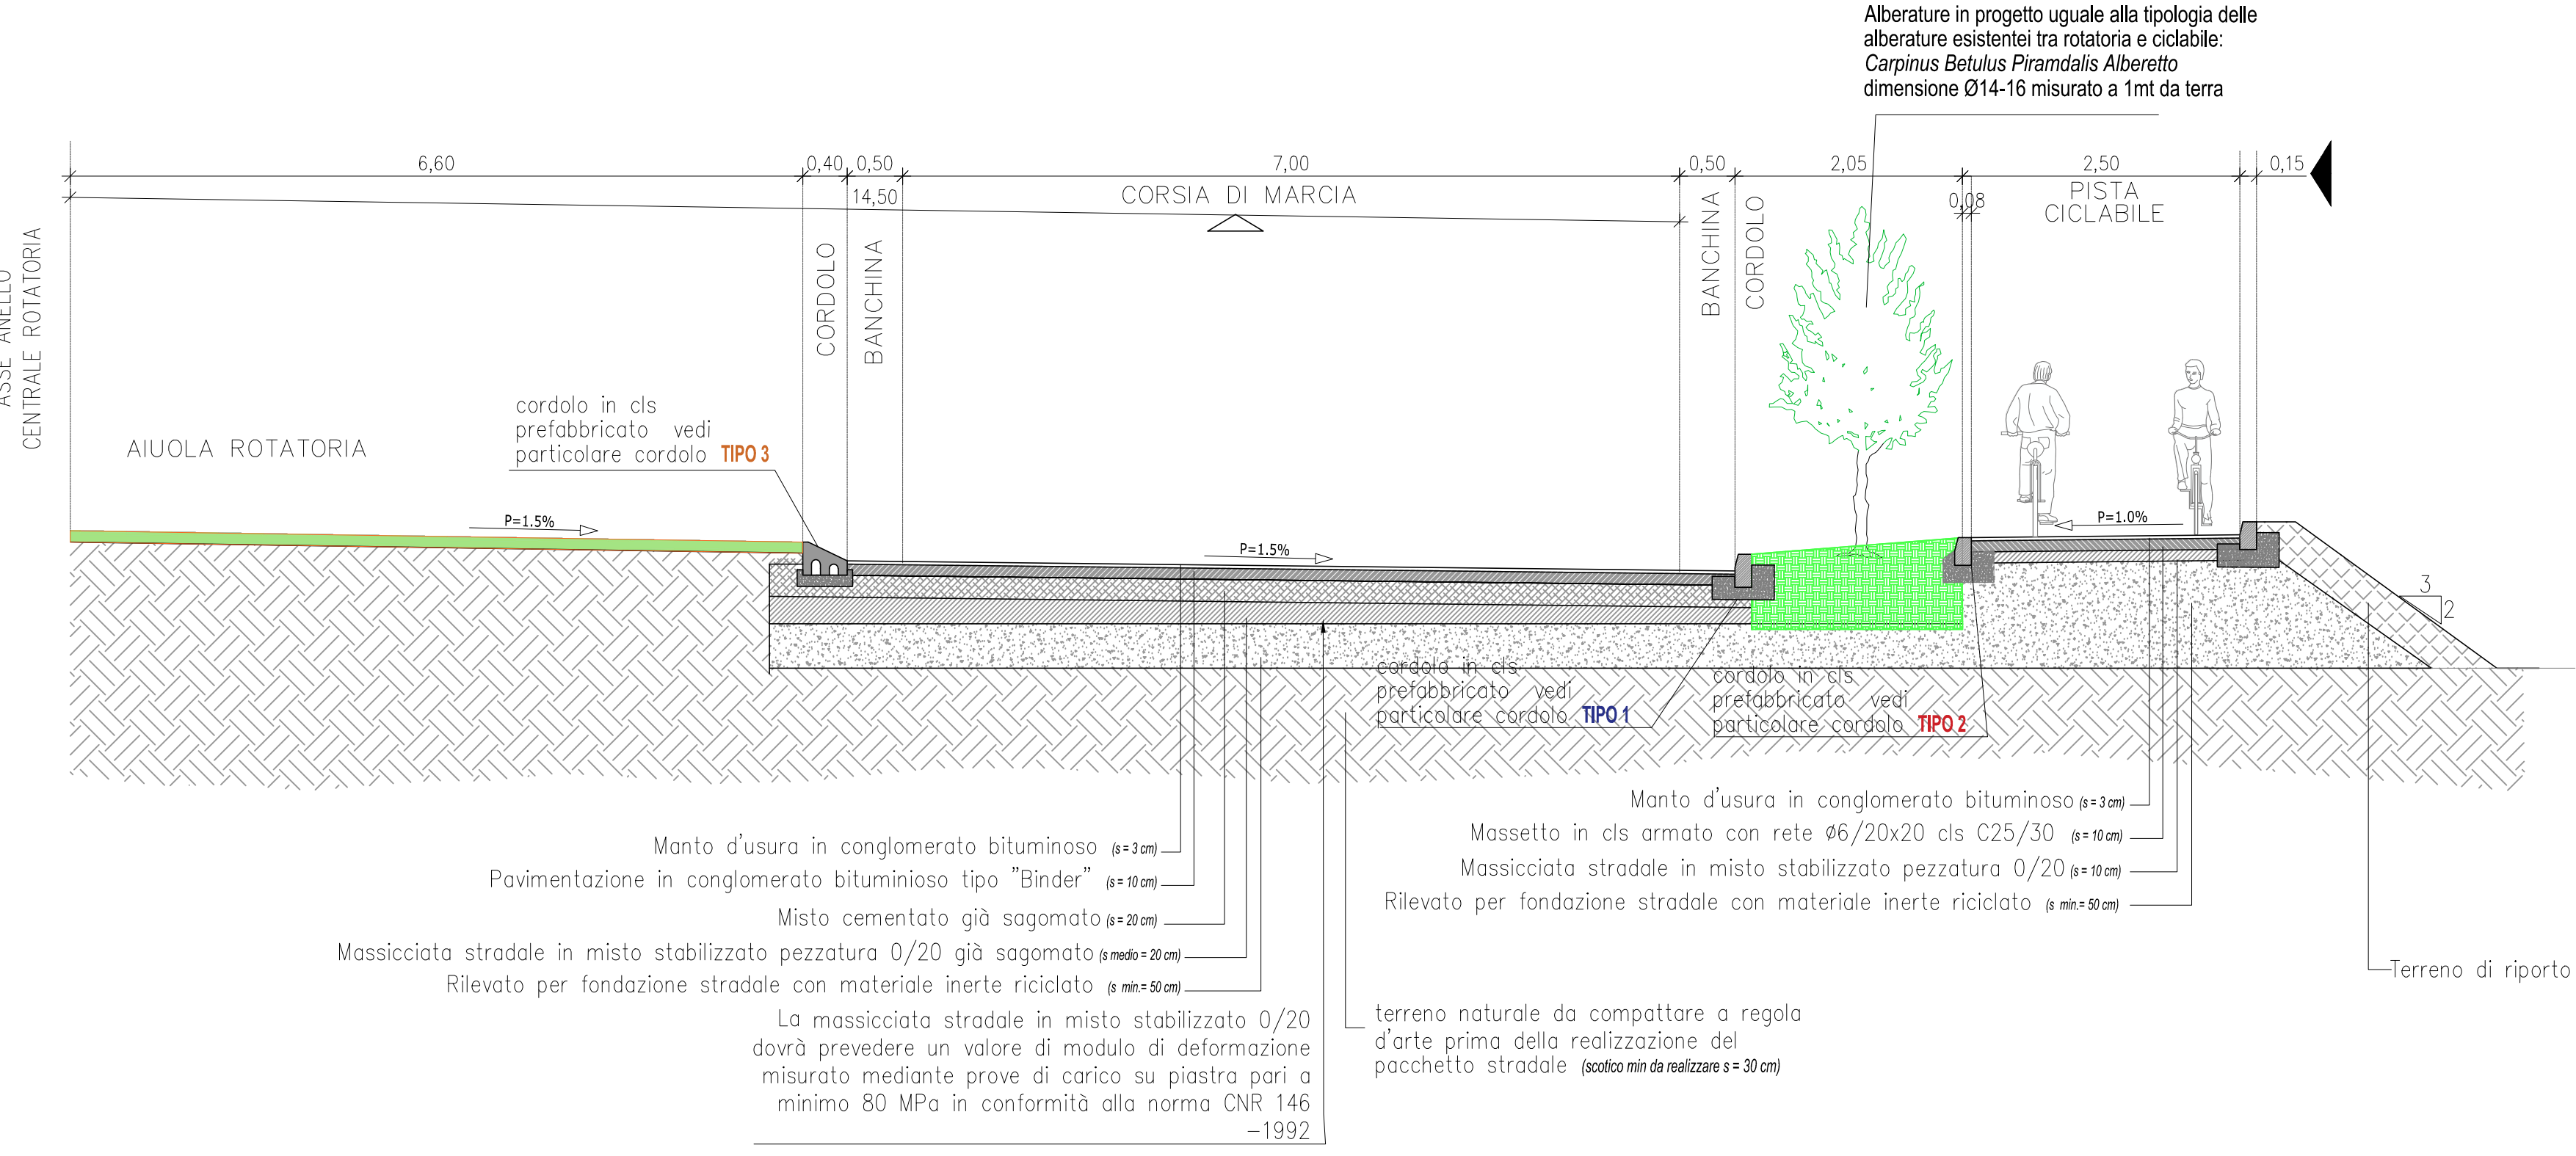 Alberature in progetto uguale alla tipologia delle
alberature esistentei tra rotatoria e ciclabile:
Carpinus Betulus Piramdalis Alberetto
dimensione Ø14-16 misurato a 1mt da terra
6,60
0,40
0,50
7,00
0,50
2,05
2,50
0,15
14,50
CORSIA DI MARCIA
0,08
PISTA
CICLABILE
ASSE ANELLO
CENTRALE ROTATORIA
CORDOLO
BANCHINA
BANCHINA
CORDOLO
AIUOLA ROTATORIA
cordolo in cls
prefabbricato vedi
particolare cordolo TIPO 3
P=1.5%
P=1.5%
P=1.0%
3
2
cordolo in cls
prefabbricato vedi
particolare cordolo TIPO 1
cordolo in cls
prefabbricato vedi
particolare cordolo TIPO 2
Manto d'usura in conglomerato bituminoso (s = 3 cm)
Pavimentazione in conglomerato bituminioso tipo "Binder" (s = 10 cm)
Misto cementato già sagomato (s = 20 cm)
Massicciata stradale in misto stabilizzato pezzatura 0/20 già sagomato (s medio = 20 cm)
Rilevato per fondazione stradale con materiale inerte riciclato (s min.= 50 cm)
La massicciata stradale in misto stabilizzato 0/20
dovrà prevedere un valore di modulo di deformazione
misurato mediante prove di carico su piastra pari a
minimo 80 MPa in conformità alla norma CNR 146
-1992
terreno naturale da compattare a regola
d'arte prima della realizzazione del
pacchetto stradale (scotico min da realizzare s = 30 cm)
Manto d'usura in conglomerato bituminoso (s = 3 cm)
Massetto in cls armato con rete Ø6/20x20 cls C25/30 (s = 10 cm)
Massicciata stradale in misto stabilizzato pezzatura 0/20 (s = 10 cm)
Rilevato per fondazione stradale con materiale inerte riciclato (s min.= 50 cm)
Terreno di riporto